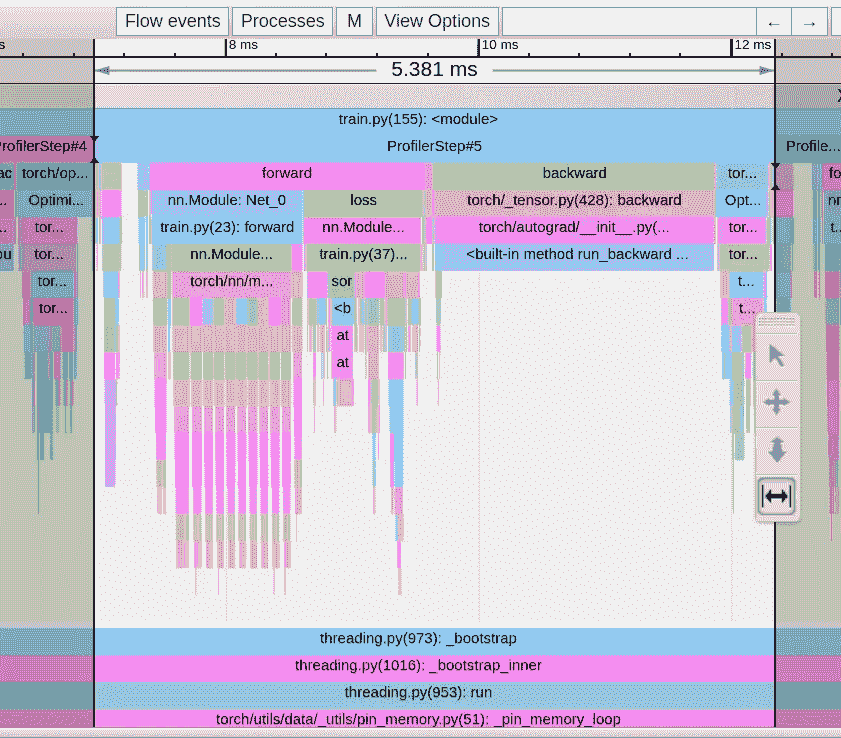 Flow events Processes M View Options ← →
s 8 ms 10 ms 12 ms
5.381 ms
train.py(155): <module>
rofilerStep#4 ProfilerStep#5 Profile...
ac torch/op... forward backward tor... fo
.. Optimi... nn.Module: Net_0 loss torch/_tensor.py(428): backward Opt... nr
.. tor... train.py(23): forward nn.Module... torch/autograd/__init__.py(... tor... t...
ou tor... nn.Module... train.py(37)... <built-in method run_backward ... tor...
tor... torch/nn/m... sor t...
tor... <b t...
at
at
threading.py(973): _bootstrap
threading.py(1016): _bootstrap_inner
threading.py(953): run
torch/utils/data/_utils/pin_memory.py(51): _pin_memory_loop